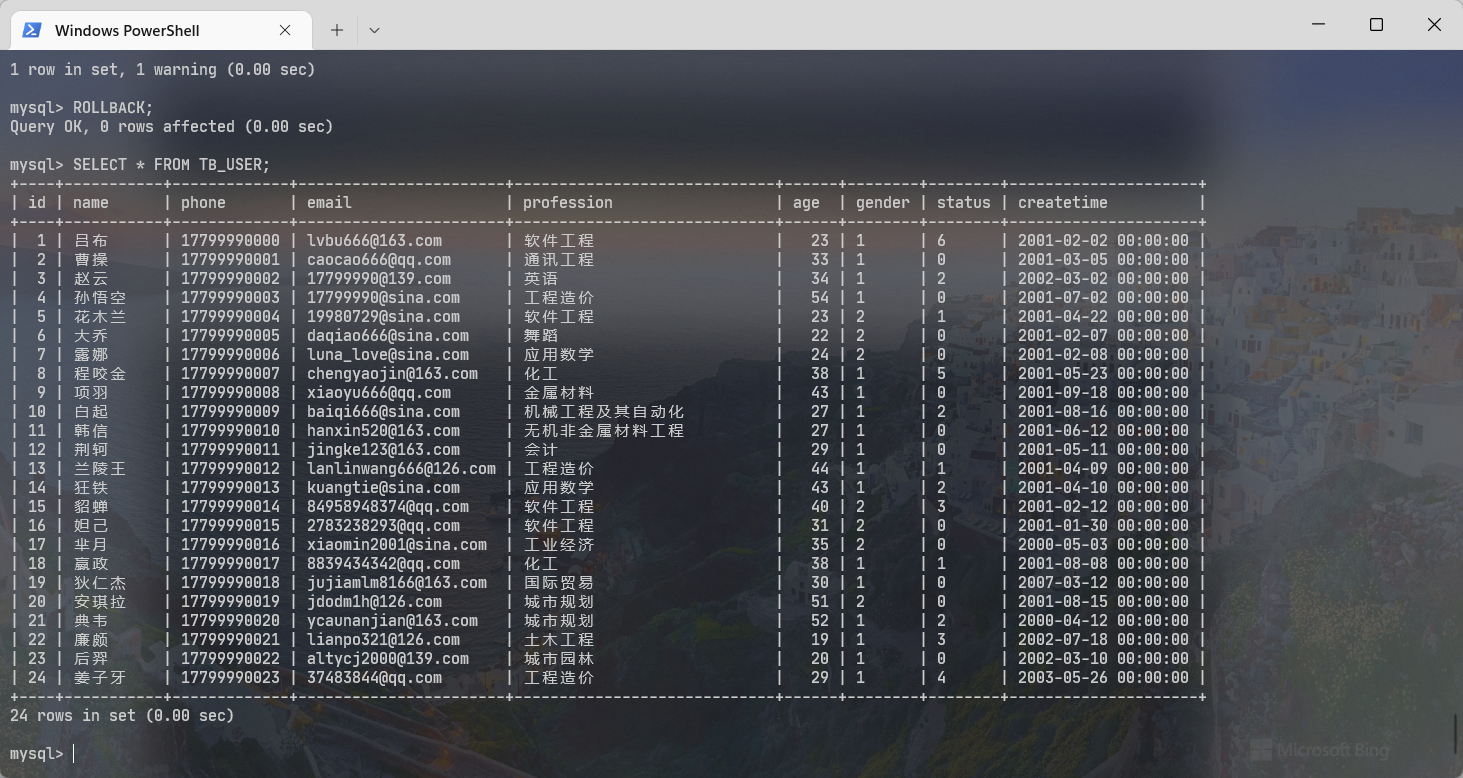 Windows PowerShell
1 row in set, 1 warning (0.00 sec)
mysql> ROLLBACK;
Query OK, 0 rows affected (0.00 sec)
mysql> SELECT * FROM TB_USER;
+----+-----------+-------------+-----------------------+-----------------------------+------+--------+--------+---------------------+
| id | name | phone | email | profession | age | gender | status | createtime |
+----+-----------+-------------+-----------------------+-----------------------------+------+--------+--------+---------------------+
| 1 | 吕布 | 17799990000 | lvbu666@163.com | 软件工程 | 23 | 1 | 6 | 2001-02-02 00:00:00 |
| 2 | 曹操 | 17799990001 | caocao666@qq.com | 通讯工程 | 33 | 1 | 0 | 2001-03-05 00:00:00 |
| 3 | 赵云 | 17799990002 | 17799990@139.com | 英语 | 34 | 1 | 2 | 2002-03-02 00:00:00 |
| 4 | 孙悟空 | 17799990003 | 17799990@sina.com | 工程造价 | 54 | 1 | 0 | 2001-07-02 00:00:00 |
| 5 | 花木兰 | 17799990004 | 19980729@sina.com | 软件工程 | 23 | 2 | 1 | 2001-04-22 00:00:00 |
| 6 | 大乔 | 17799990005 | daqiao666@sina.com | 舞蹈 | 22 | 2 | 0 | 2001-02-07 00:00:00 |
| 7 | 露娜 | 17799990006 | luna_love@sina.com | 应用数学 | 24 | 2 | 0 | 2001-02-08 00:00:00 |
| 8 | 程咬金 | 17799990007 | chengyaojin@163.com | 化工 | 38 | 1 | 5 | 2001-05-23 00:00:00 |
| 9 | 项羽 | 17799990008 | xiaoyu666@qq.com | 金属材料 | 43 | 1 | 0 | 2001-09-18 00:00:00 |
| 10 | 白起 | 17799990009 | baiqi666@sina.com | 机械工程及其自动化 | 27 | 1 | 2 | 2001-08-16 00:00:00 |
| 11 | 韩信 | 17799990010 | hanxin520@163.com | 无机非金属材料工程 | 27 | 1 | 0 | 2001-06-12 00:00:00 |
| 12 | 荆轲 | 17799990011 | jingke123@163.com | 会计 | 29 | 1 | 0 | 2001-05-11 00:00:00 |
| 13 | 兰陵王 | 17799990012 | lanlinwang666@126.com | 工程造价 | 44 | 1 | 1 | 2001-04-09 00:00:00 |
| 14 | 狂铁 | 17799990013 | kuangtie@sina.com | 应用数学 | 43 | 1 | 2 | 2001-04-10 00:00:00 |
| 15 | 貂蝉 | 17799990014 | 84958948374@qq.com | 软件工程 | 40 | 2 | 3 | 2001-02-12 00:00:00 |
| 16 | 妲己 | 17799990015 | 2783238293@qq.com | 软件工程 | 31 | 2 | 0 | 2001-01-30 00:00:00 |
| 17 | 芈月 | 17799990016 | xiaomin2001@sina.com | 工业经济 | 35 | 2 | 0 | 2000-05-03 00:00:00 |
| 18 | 嬴政 | 17799990017 | 8839434342@qq.com | 化工 | 38 | 1 | 1 | 2001-08-08 00:00:00 |
| 19 | 狄仁杰 | 17799990018 | jujiamlm8166@163.com | 国际贸易 | 30 | 1 | 0 | 2007-03-12 00:00:00 |
| 20 | 安琪拉 | 17799990019 | jdodm1h@126.com | 城市规划 | 51 | 2 | 0 | 2001-08-15 00:00:00 |
| 21 | 典韦 | 17799990020 | ycaunanjian@163.com | 城市规划 | 52 | 1 | 2 | 2000-04-12 00:00:00 |
| 22 | 廉颇 | 17799990021 | lianpo321@126.com | 土木工程 | 19 | 1 | 3 | 2002-07-18 00:00:00 |
| 23 | 后羿 | 17799990022 | altycj2000@139.com | 城市园林 | 20 | 1 | 0 | 2002-03-10 00:00:00 |
| 24 | 姜子牙 | 17799990023 | 37483844@qq.com | 工程造价 | 29 | 1 | 4 | 2003-05-26 00:00:00 |
+----+-----------+-------------+-----------------------+-----------------------------+------+--------+--------+---------------------+
24 rows in set (0.00 sec)
mysql>
Microsoft Bing